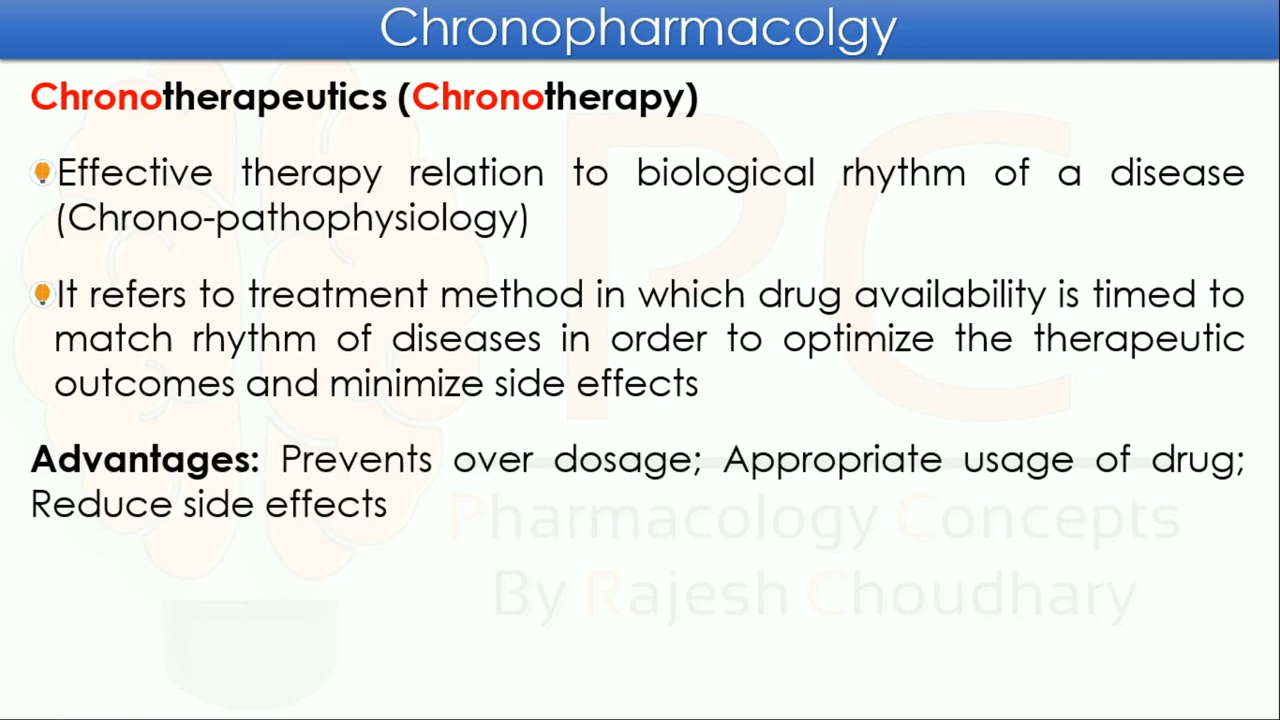 Chronopharmacolgy
Chronotherapeutics (Chronotherapy)
Effective therapy relation to biological rhythm of a disease
(Chrono-pathophysiology)
It refers to treatment method in which drug availability is timed to
match rhythm of diseases in order to optimize the therapeutic
outcomes and minimize side effects
Advantages: Prevents over dosage; Appropriate usage of drug;
Reduce side effects
PC
Pharmacology Concepts
By Rajesh Choudhary